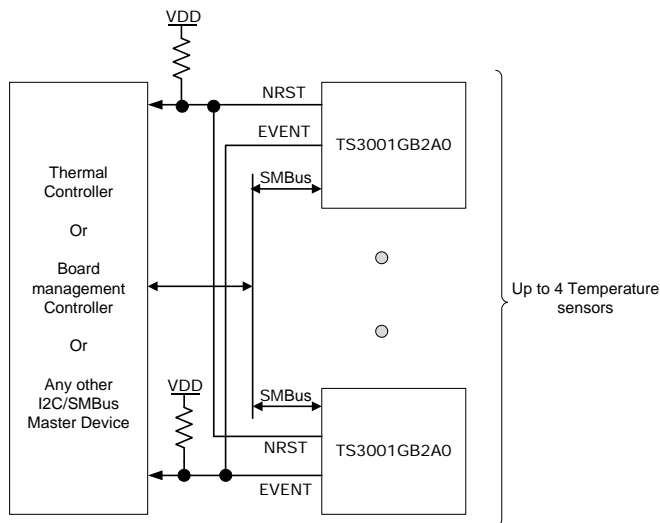 VDD
NRST
EVENT
TS3001GB2A0
SMBus
Thermal
Controller
Or
Board
management
Controller
Or
Any other
I2C/SMBus
Master Device
Up to 4 Temperature
sensors
VDD
SMBus
NRST
EVENT
TS3001GB2A0